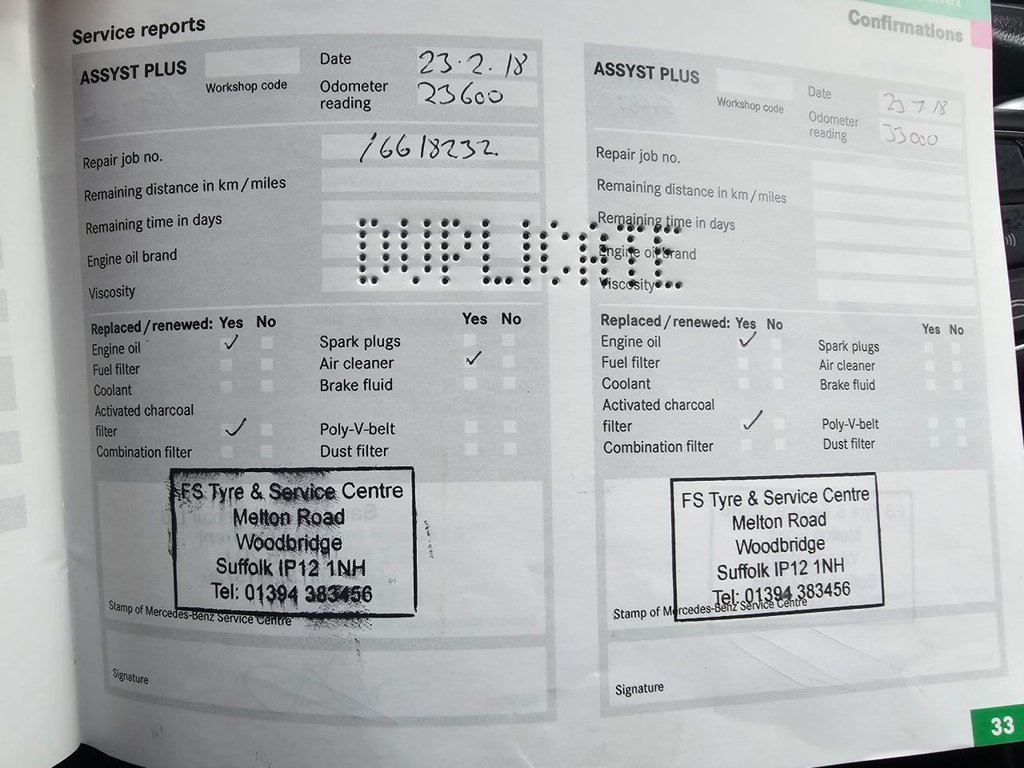 Service reports
Confirmations
ASSYST PLUS
Workshop code
Date
23.2.18
Odometer
reading
23600
Repair job no.
16618232
Remaining distance in km/miles
Remaining time in days
Engine oil brand
Viscosity
DUPLICATE
Replaced/renewed: Yes No
Yes No
Engine oil
Spark plugs
Fuel filter
Air cleaner
Coolant
Brake fluid
Activated charcoal
filter
Poly-V-belt
Combination filter
Dust filter
FS Tyre & Service Centre
Melton Road
Woodbridge
Suffolk IP12 1NH
Tel: 01394 383456
Stamp of Mercedes-Benz Service Centre
Signature
ASSYST PLUS
Workshop code
Date
23 7 18
Odometer
reading
33000
Repair job no.
Remaining distance in km/miles
Remaining time in days
Engine oil brand
Viscosity
Replaced/renewed: Yes No
Yes No
Engine oil
Spark plugs
Fuel filter
Air cleaner
Coolant
Brake fluid
Activated charcoal
filter
Poly-V-belt
Combination filter
Dust filter
FS Tyre & Service Centre
Melton Road
Woodbridge
Suffolk IP12 1NH
Tel: 01394 383456
Stamp of Mercedes-Benz Service Centre
Signature
33